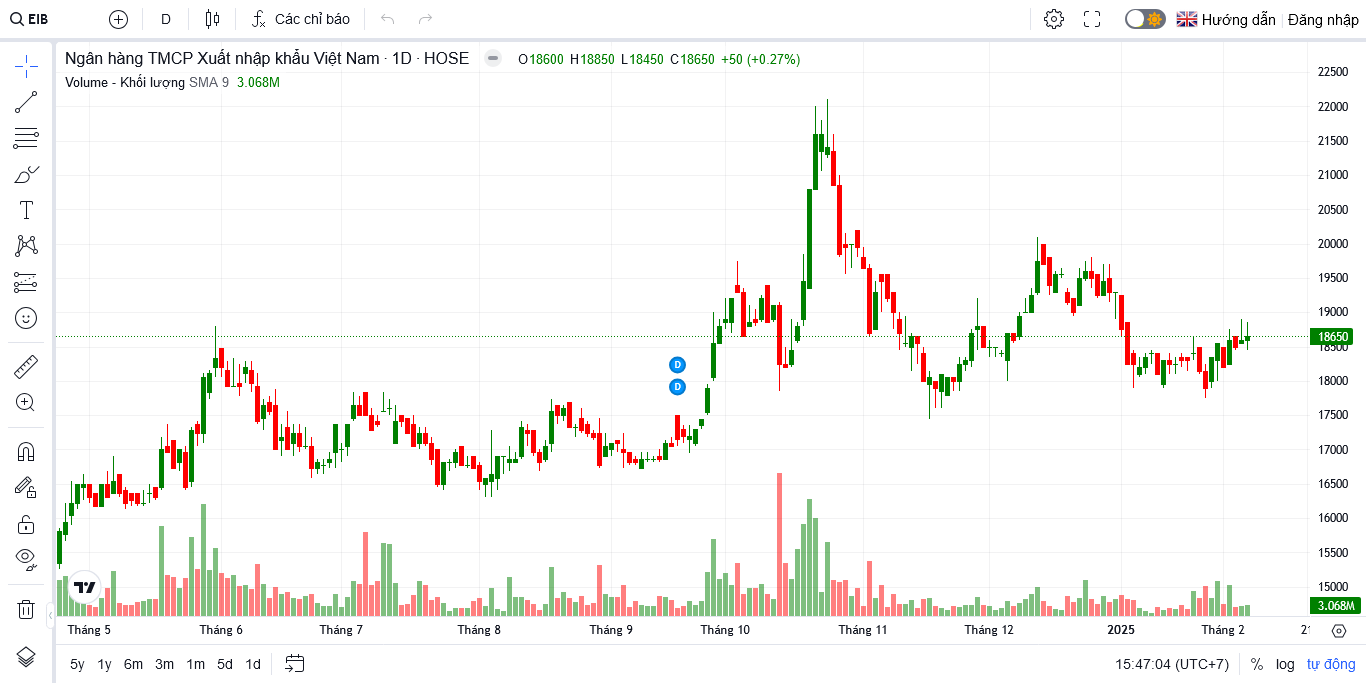 EIB D Các chỉ báo Hướng dẫn Đăng nhập
Ngân hàng TMCP Xuất nhập khẩu Việt Nam · 1D · HOSE O18600 H18850 L18450 C18650 +50 (+0.27%)
Volume - Khối lượng SMA 9 3.068M
22500
22000
21500
21000
20500
20000
19500
19000
18650
18500
18000
17500
17000
16500
16000
15500
15000
3.068M
D
D
Tháng 5 Tháng 6 Tháng 7 Tháng 8 Tháng 9 Tháng 10 Tháng 11 Tháng 12 2025 Tháng 2 21
5y 1y 6m 3m 1m 5d 1d 15:47:04 (UTC+7) % log tự động